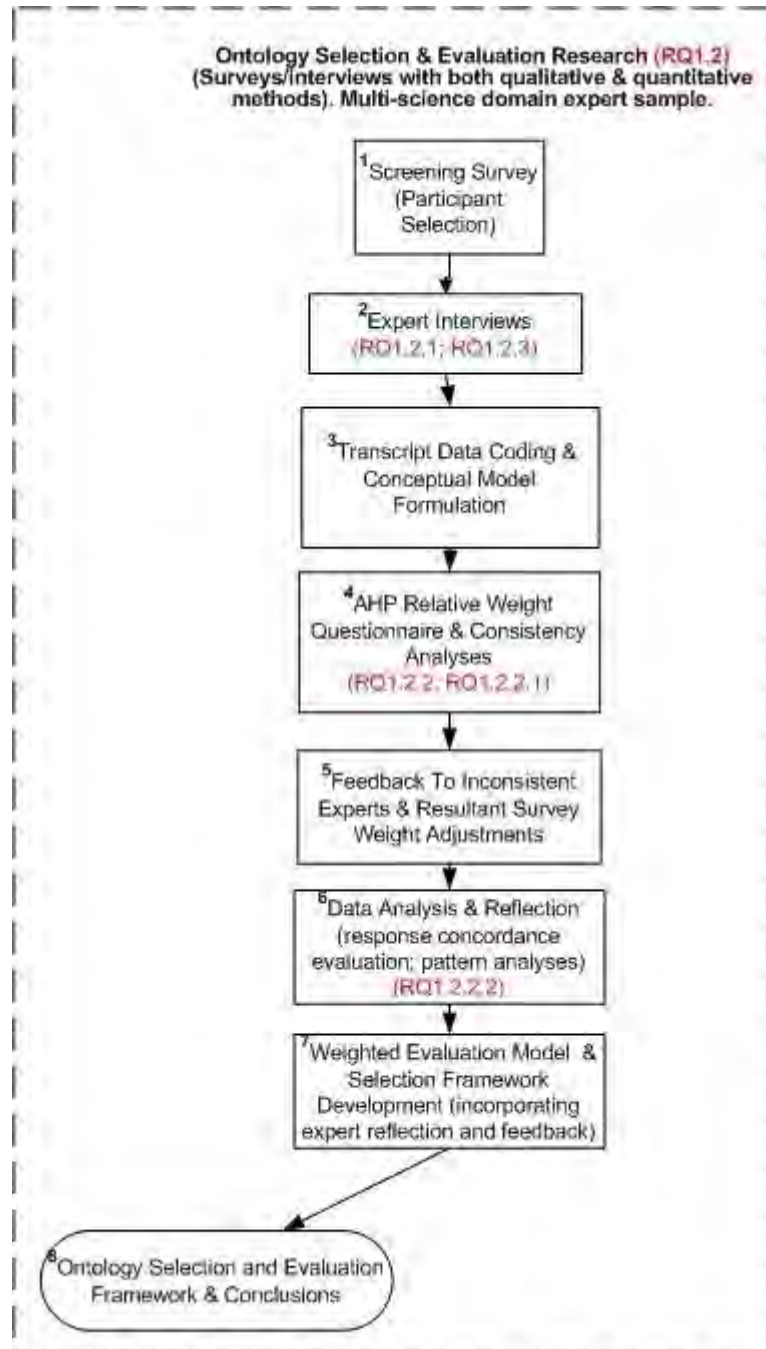 Ontology Selection & Evaluation Research (RQ1.2)
(Surveys/interviews with both qualitative & quantitative
methods). Multi-science domain expert sample.
1Screening Survey
(Participant
Selection)
2Expert Interviews
(RQ1.2.1; RQ1.2.3)
3Transcript Data Coding &
Conceptual Model
Formulation
4AHP Relative Weight
Questionnaire & Consistency
Analyses
(RQ1.2.2; RQ1.2.2.1)
5Feedback To Inconsistent
Experts & Resultant Survey
Weight Adjustments
6Data Analysis & Reflection
(response concordance
evaluation; pattern analyses)
(RQ1.2.2.2)
7Weighted Evaluation Model &
Selection Framework
Development (incorporating
expert reflection and feedback)
8Ontology Selection and Evaluation
Framework & Conclusions